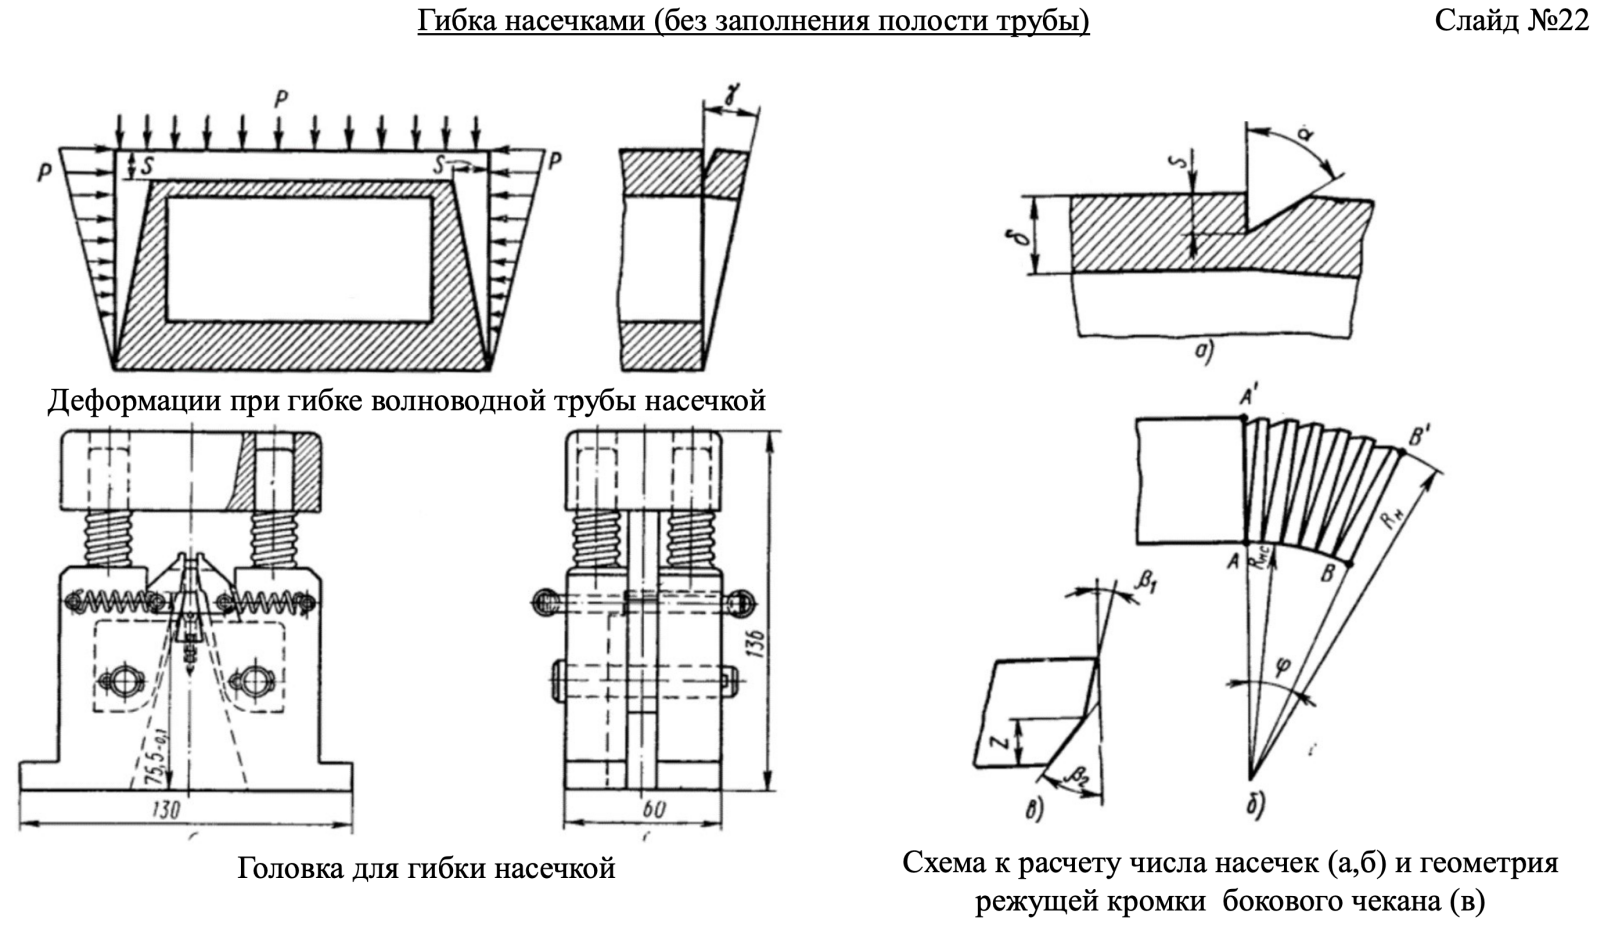 Гибка насечками (без заполнения полости трубы)
Слайд №22
P
P
S
S
P
γ
Деформации при гибке волноводной трубы насечкой
α
S
δ
а)
75,5-0,1
130
136
60
Головка для гибки насечкой
A'
B'
A
Rнс
B
Rн
φ
б)
β1
Z
β2
в)
Схема к расчету числа насечек (а,б) и геометрия
режущей кромки бокового чекана (в)